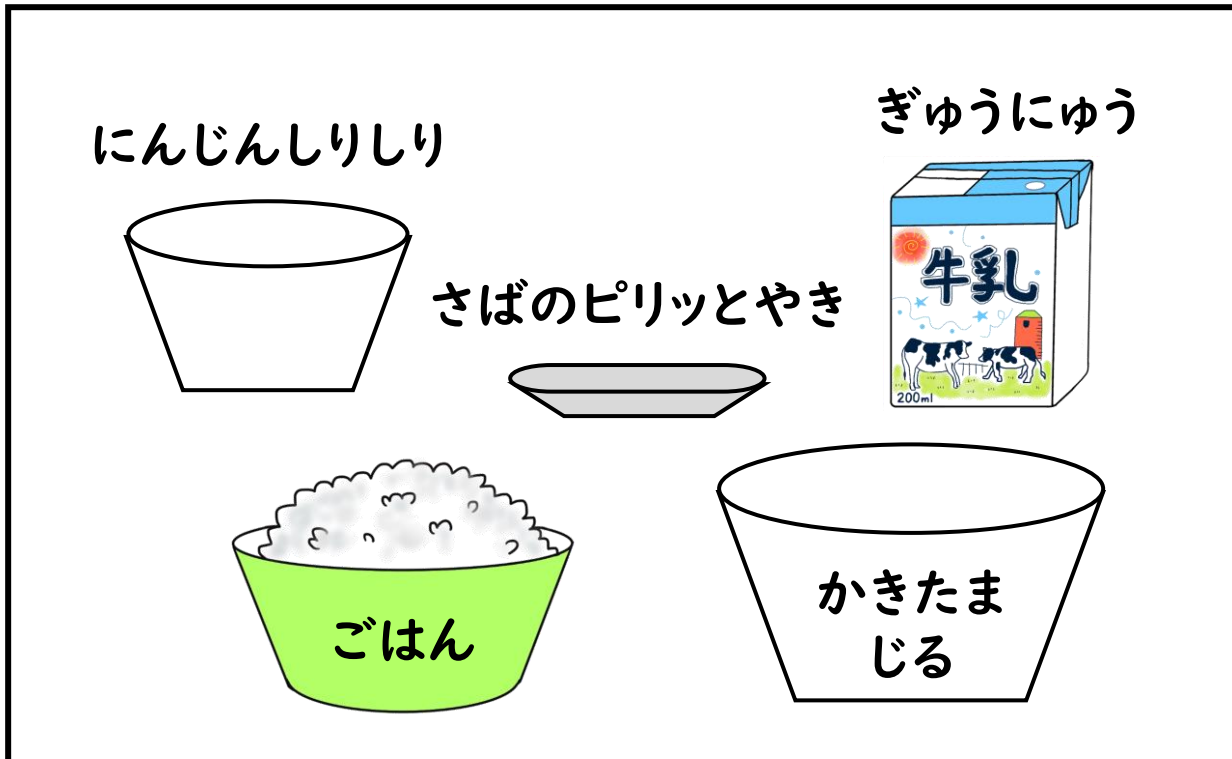 にんじんしりしり
ぎゅうにゅう
さばのピリッとやき
牛乳
200ml
ごはん
かきたま
じる